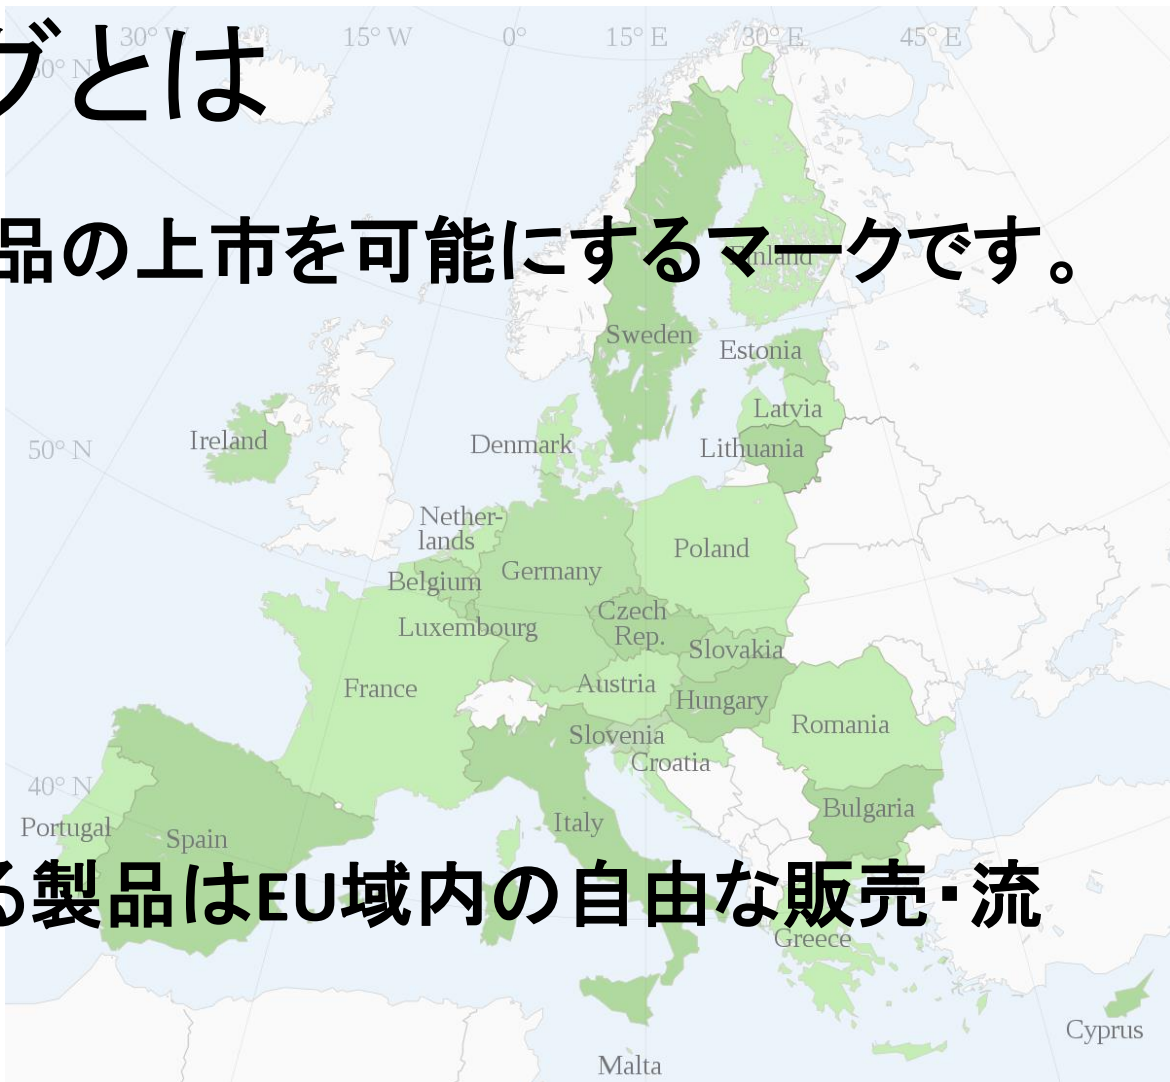 30° W 15° W 0° 15° E 30° E 45° E
グとは
60° N
品の上市を可能にするマークです。
Finland
Sweden
Estonia
Latvia
Ireland
Denmark
Lithuania
50° N
Nether-
lands
Poland
Germany
Belgium
Czech
Rep.
Luxembourg
Slovakia
Austria
France
Hungary
Romania
Slovenia
Croatia
40° N
Bulgaria
Italy
Portugal
Spain
る製品はEU域内の自由な販売・流
Greece
Cyprus
Malta